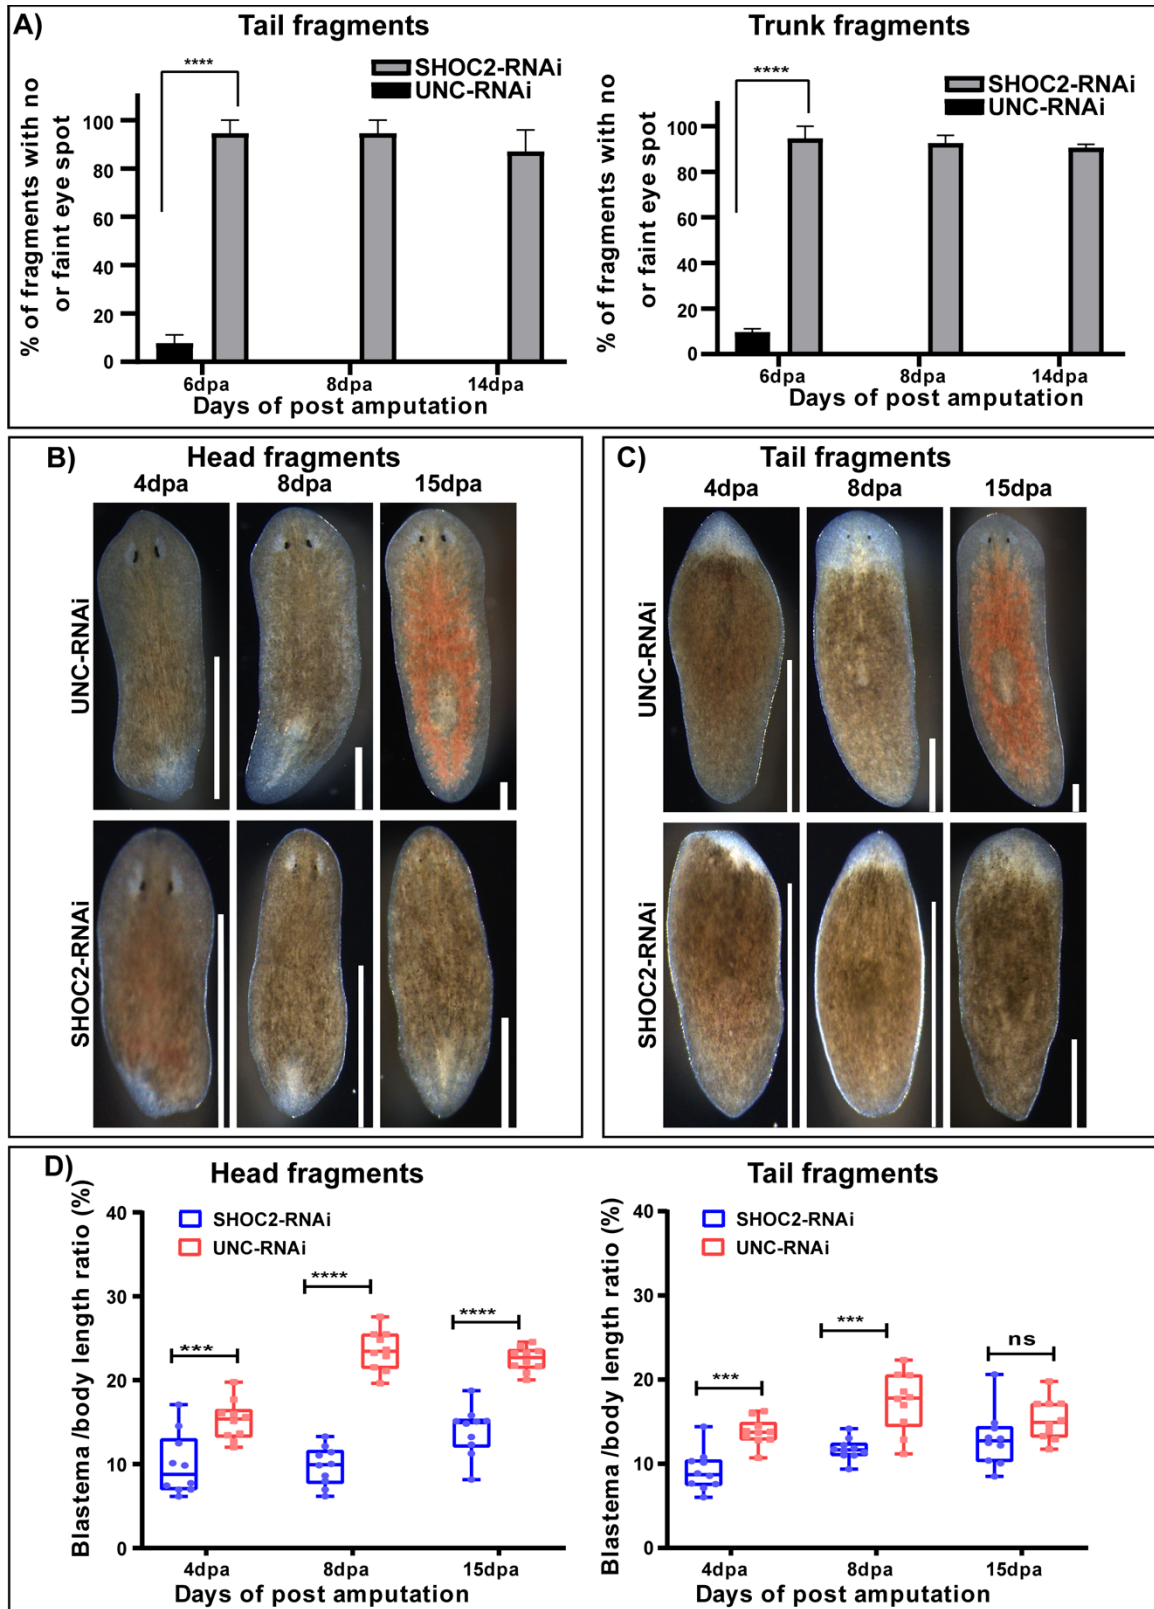 A)
Tail fragments
% of fragments with no
or faint eye spot
100
80
60
40
20
0
****
SHOC2-RNAi
UNC-RNAi
6dpa
8dpa
14dpa
Days of post amputation
Trunk fragments
% of fragments with no
or faint eye spot
100
80
60
40
20
0
****
SHOC2-RNAi
UNC-RNAi
6dpa
8dpa
14dpa
Days of post amputation
B)
Head fragments
4dpa
8dpa
15dpa
UNC-RNAi
SHOC2-RNAi
C)
Tail fragments
4dpa
8dpa
15dpa
UNC-RNAi
SHOC2-RNAi
D)
Head fragments
Blastema /body length ratio (%)
40
30
20
10
0
SHOC2-RNAi
UNC-RNAi
***
****
****
4dpa
8dpa
15dpa
Days of post amputation
Tail fragments
Blastema /body length ratio (%)
40
30
20
10
0
SHOC2-RNAi
UNC-RNAi
***
***
ns
4dpa
8dpa
15dpa
Days of post amputation